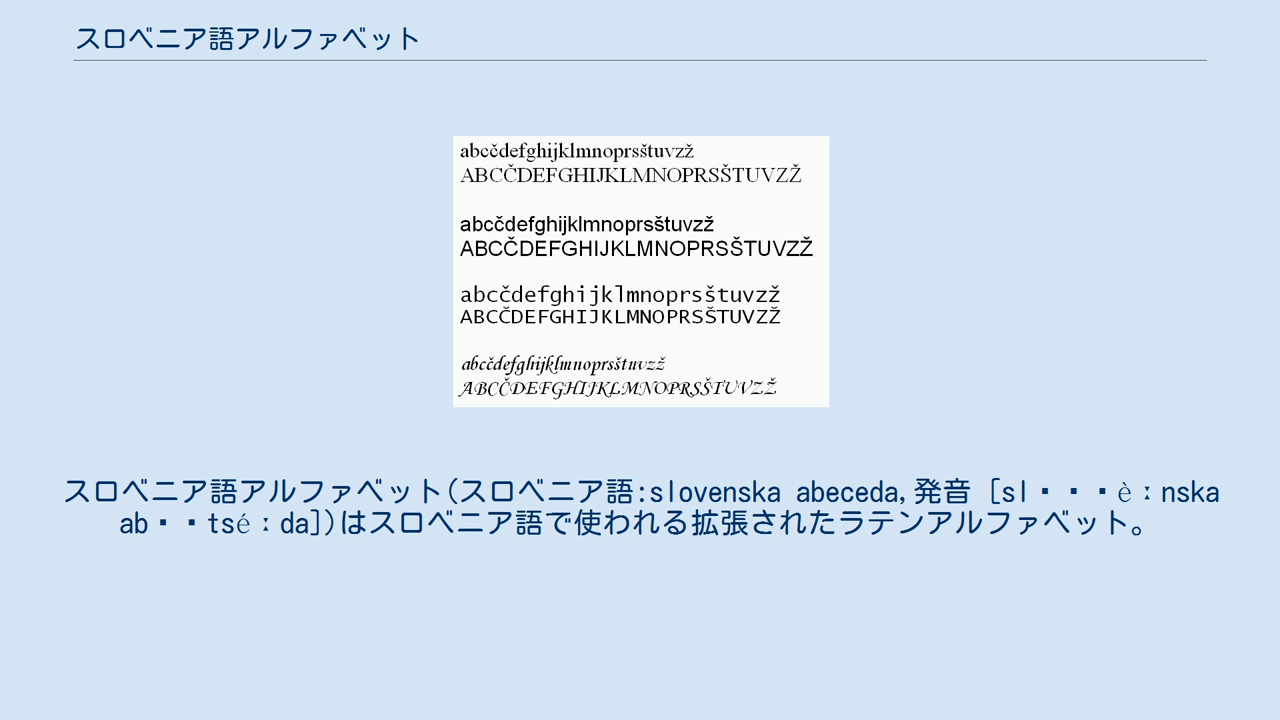 スロベニア語アルファベット
abcčdefghijklmnoprsštuvzž
ABCČDEFGHIJKLMNOPRSŠTUVZŽ
abcčdefghijklmnoprsštuvzž
ABCČDEFGHIJKLMNOPRSŠTUVZŽ
abcčdefghijklmnoprsštuvzž
ABCČDEFGHIJKLMNOPRSŠTUVZŽ
abcčdefghijklmnoprsštuvzž
ABCČDEFGHIJKLMNOPRSŠTUVZŽ
スロベニア語アルファベット(スロベニア語:slovenska abeceda,発音 [sl···èːnska
ab··tséːda])はスロベニア語で使われる拡張されたラテンアルファベット。